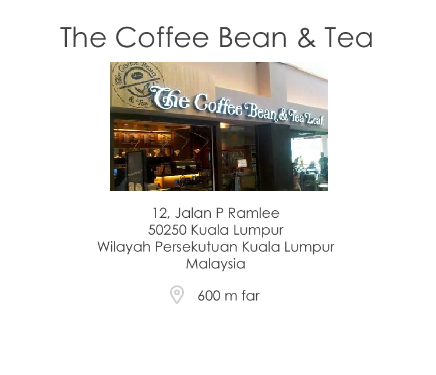 The Coffee Bean & Tea
The Coffee Bean & Tea Leaf
12, Jalan P Ramlee
50250 Kuala Lumpur
Wilayah Persekutuan Kuala Lumpur
Malaysia
600 m far